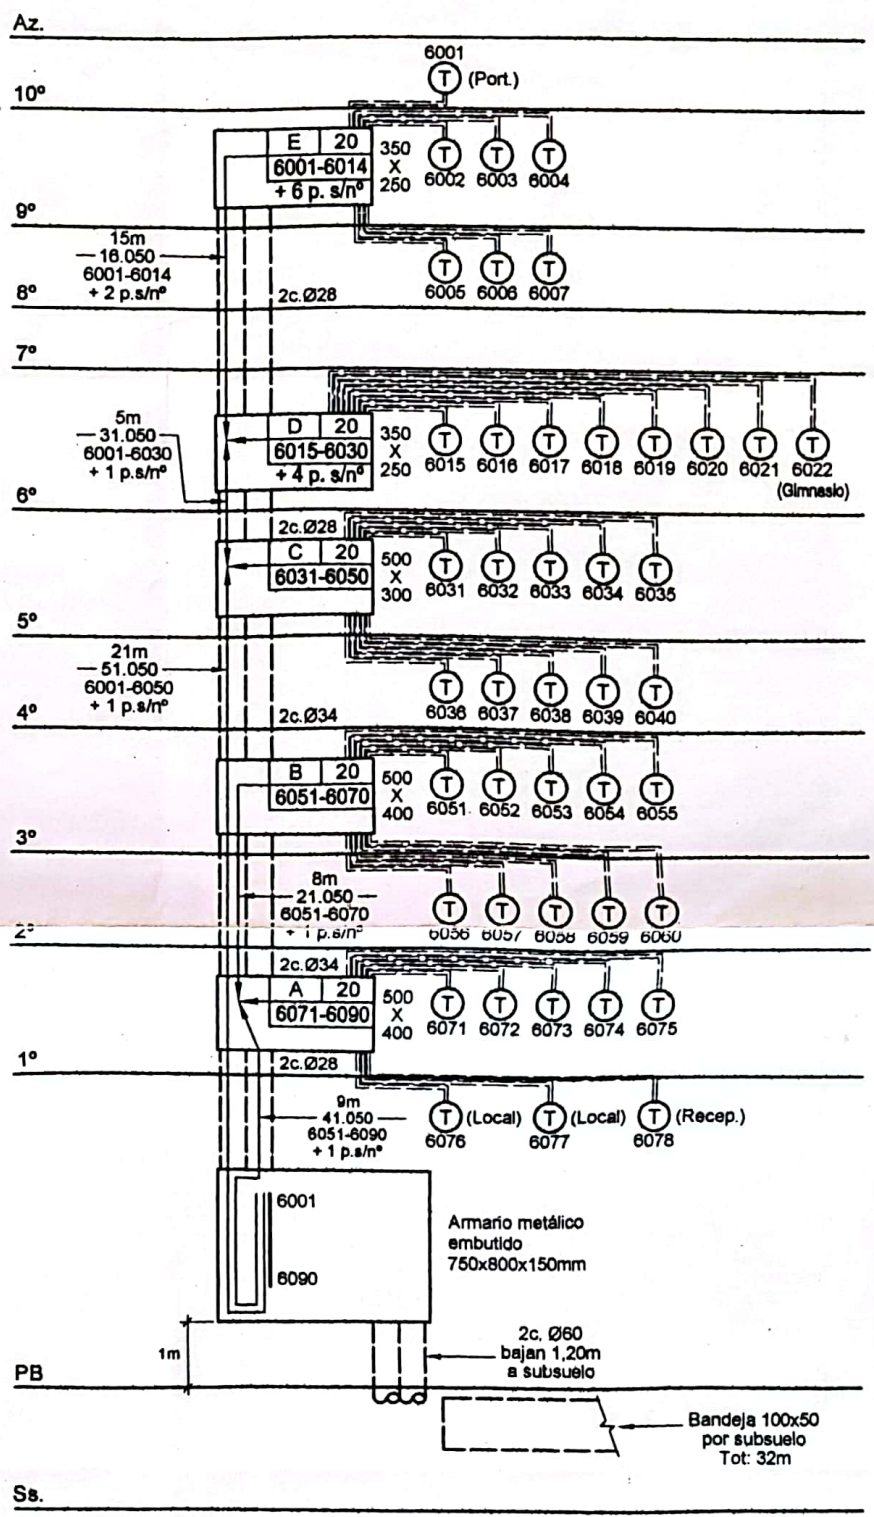 Az.
6001
T (Port.)
10º
E 20
6001-6014
+ 6 p. s/nº
350
X
250
T T T
6002 6003 6004
9º
15m
16.050
6001-6014
+ 2 p.s/nº
T T T
6005 6006 6007
8º
2c.Ø28
7º
5m
31.050
6001-6030
+ 1 p.s/nº
D 20
6015-6030
+ 4 p. s/nº
350
X
250
T T T T T T T T
6015 6016 6017 6018 6019 6020 6021 6022
(Gimnasio)
6º
2c.Ø28
C 20
6031-6050
500
X
300
T T T T T
6031 6032 6033 6034 6035
5º
21m
51.050
6001-6050
+ 1 p.s/nº
T T T T T
6036 6037 6038 6039 6040
4º
2c.Ø34
B 20
6051-6070
500
X
400
T T T T T
6051 6052 6053 6054 6055
3º
8m
21.050
6051-6070
+ 1 p.s/nº
T T T T T
6056 6057 6058 6059 6060
2º
2c.Ø34
A 20
6071-6090
500
X
400
T T T T T
6071 6072 6073 6074 6075
1º
2c.Ø28
9m
41.050
6051-6090
+ 1 p.s/nº
T (Local) T (Local) T (Recep.)
6076 6077 6078
6001
6090
Armario metálico
embutido
750x800x150mm
1m
2c. Ø60
bajan 1,20m
a subsuelo
PB
Bandeja 100x50
por subsuelo
Tot: 32m
Ss.